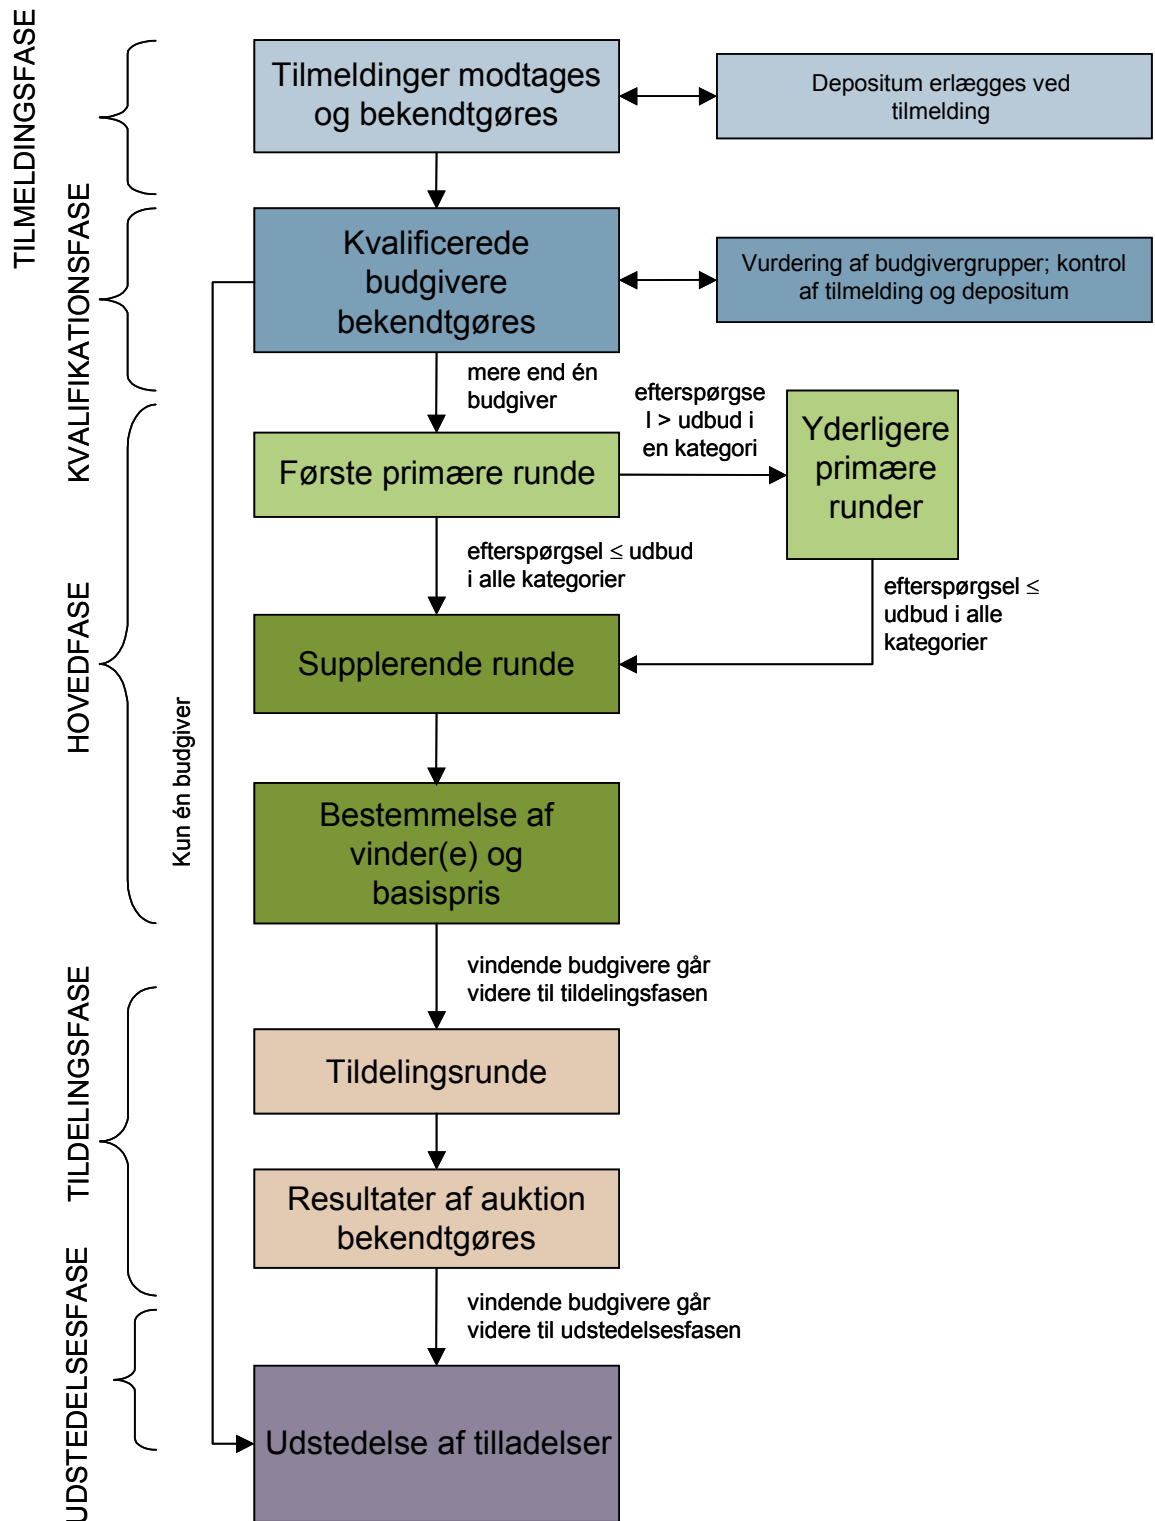 TILMELDINGSFASE
Tilmeldinger modtages
og bekendtgøres
Depositum erlægges ved
tilmelding
KVALIFIKATIONSFASE
Kvalificerede
budgivere
bekendtgøres
Vurdering af budgivergrupper; kontrol
af tilmelding og depositum
mere end én
budgiver
HOVEDFASE
Første primære runde
efterspørgse
l > udbud i
en kategori
Yderligere
primære
runder
efterspørgsel ≤ udbud
i alle kategorier
efterspørgsel ≤
udbud i alle
kategorier
Supplerende runde
Kun én budgiver
Bestemmelse af
vinder(e) og
basispris
vindende budgivere går
videre til tildelingsfasen
TILDELINGSFASE
Tildelingsrunde
Resultater af auktion
bekendtgøres
vindende budgivere går
videre til udstedelsesfasen
UDSTEDELSESFASE
Udstedelse af tilladelser